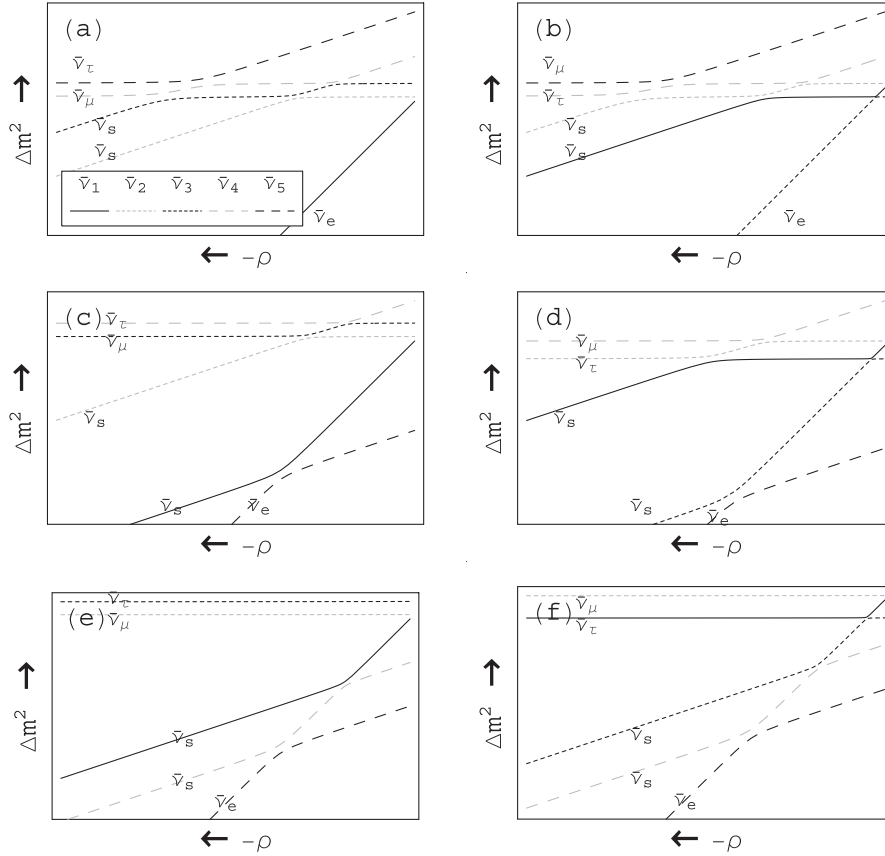 (a)
ν̄τ
ν̄μ
ν̄s
ν̄s
ν̄1 ν̄2 ν̄3 ν̄4 ν̄5
ν̄e
Δm²
← -ρ
(b)
ν̄μ
ν̄τ
ν̄s
ν̄s
ν̄e
Δm²
← -ρ
(c)
ν̄τ
ν̄μ
ν̄s
ν̄s
ν̄e
Δm²
← -ρ
(d)
ν̄μ
ν̄τ
ν̄s
ν̄s
ν̄e
Δm²
← -ρ
(e)
ν̄τ
ν̄μ
ν̄s
ν̄s
ν̄e
Δm²
← -ρ
(f)
ν̄μ
ν̄τ
ν̄s
ν̄s
ν̄e
Δm²
← -ρ